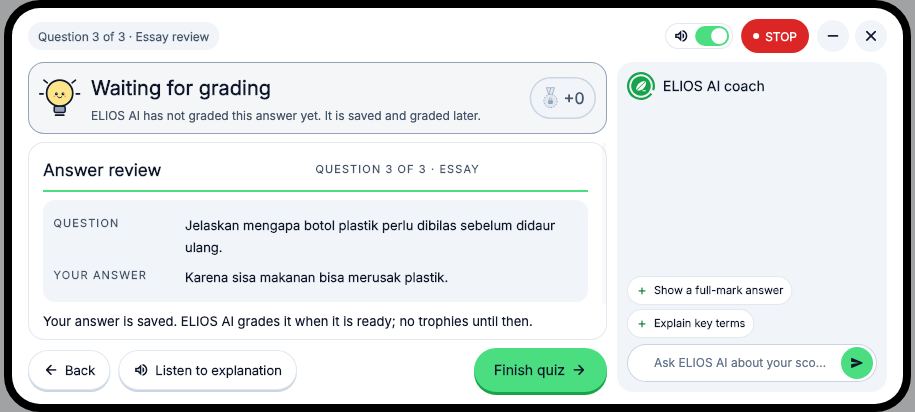 Question 3 of 3 · Essay review
STOP
Waiting for grading
ELIOS AI has not graded this answer yet. It is saved and graded later.
+0
Answer review
QUESTION 3 OF 3 · ESSAY
QUESTION
Jelaskan mengapa botol plastik perlu dibilas sebelum didaur
ulang.
YOUR ANSWER
Karena sisa makanan bisa merusak plastik.
Your answer is saved. ELIOS AI grades it when it is ready; no trophies until then.
Back
Listen to explanation
Finish quiz
ELIOS AI coach
+ Show a full-mark answer
+ Explain key terms
Ask ELIOS AI about your sco...